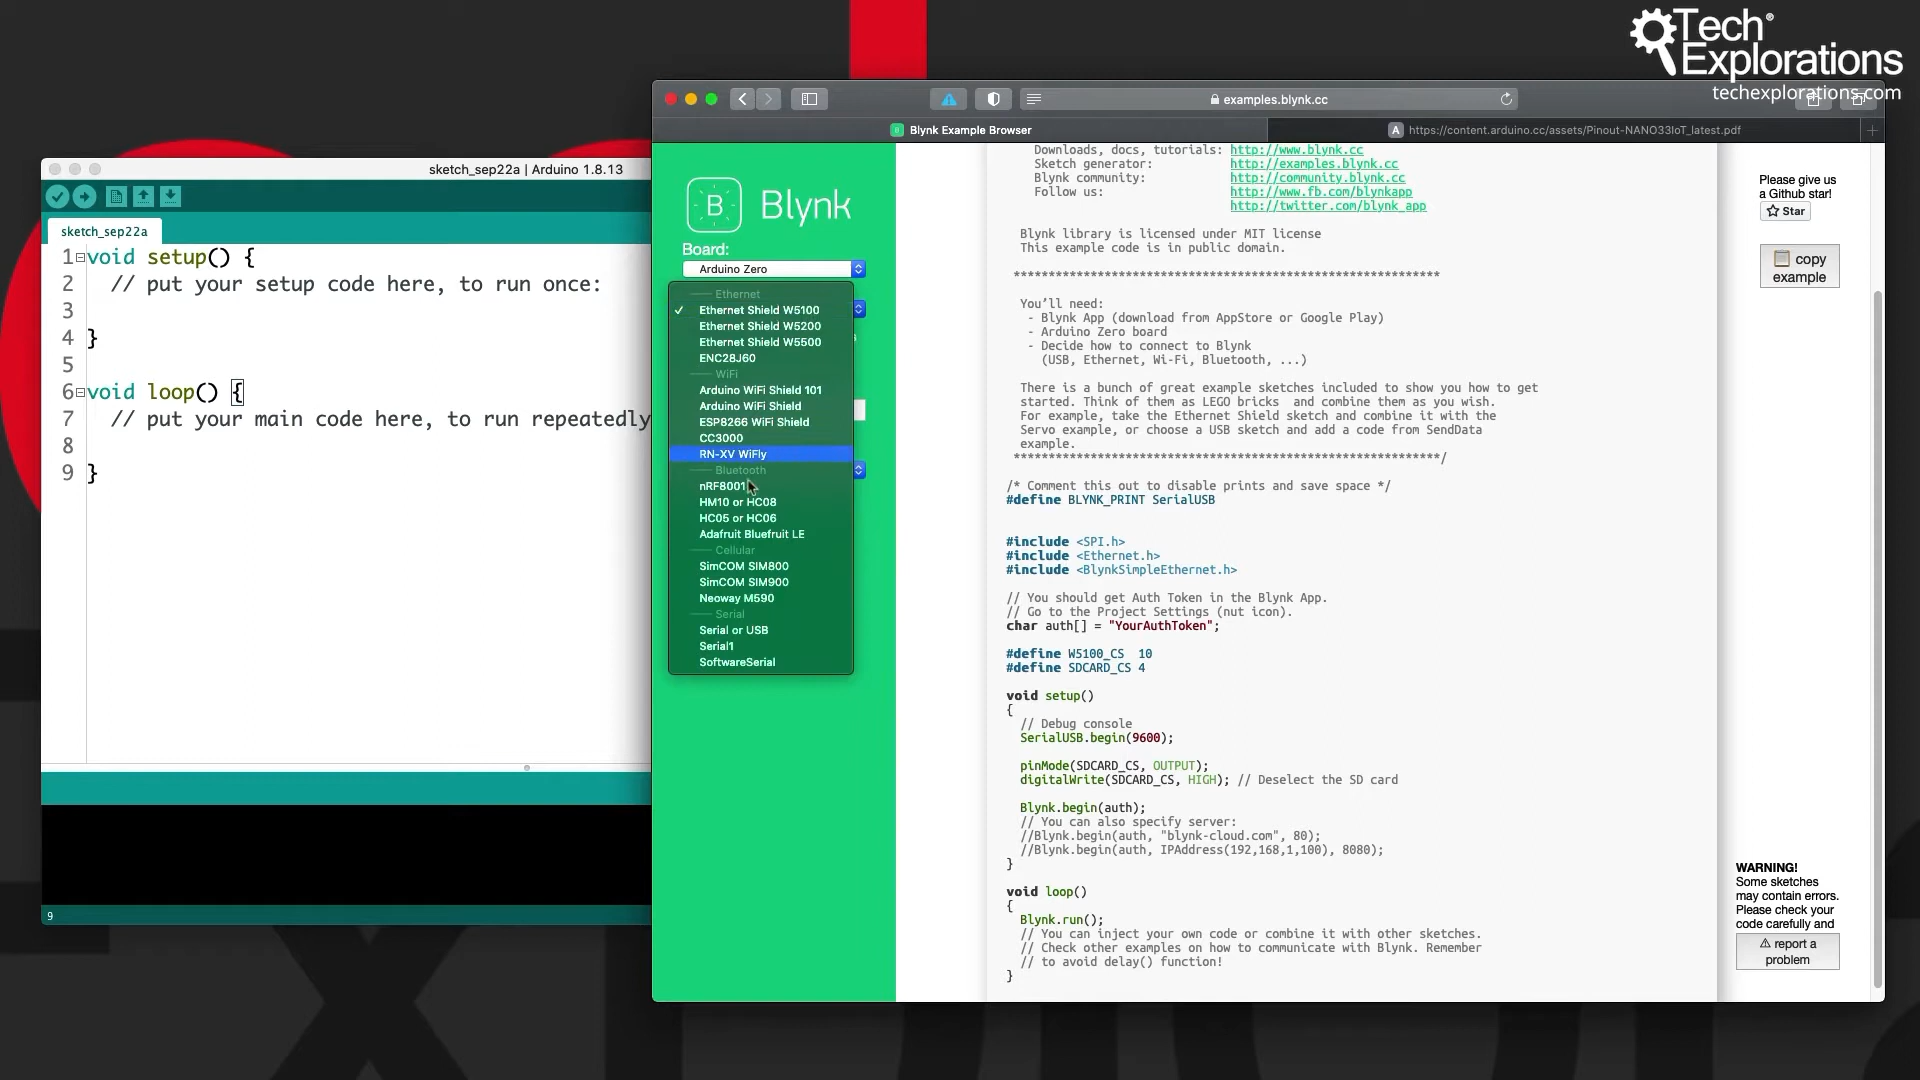 Tech
Explorations
techexplorations.com
sketch_sep22a | Arduino 1.8.13
sketch_sep22a
1 void setup() {
2 // put your setup code here, to run once:
3
4 }
5
6 void loop() {
7 // put your main code here, to run repeatedly
8
9 }
9
examples.blynk.cc
Blynk Example Browser
https://content.arduino.cc/assets/Pinout-NANO33IoT_latest.pdf
B Blynk
Board:
Arduino Zero
Ethernet
Ethernet Shield W5100
Ethernet Shield W5200
Ethernet Shield W5500
ENC28J60
WiFi
Arduino WiFi Shield 101
Arduino WiFi Shield
ESP8266 WiFi Shield
CC3000
RN-XV WiFly
Bluetooth
nRF8001
HM10 or HC08
HC05 or HC06
Adafruit Bluefruit LE
Cellular
SimCOM SIM800
SimCOM SIM900
Neoway M590
Serial
Serial or USB
Serial1
SoftwareSerial
Downloads, docs, tutorials: http://www.blynk.cc
Sketch generator: http://examples.blynk.cc
Blynk community: http://community.blynk.cc
Follow us: http://www.fb.com/blynkapp
http://twitter.com/blynk_app
Blynk library is licensed under MIT license
This example code is in public domain.
*************************************************************
You’ll need:
- Blynk App (download from AppStore or Google Play)
- Arduino Zero board
- Decide how to connect to Blynk
(USB, Ethernet, Wi-Fi, Bluetooth, ...)
There is a bunch of great example sketches included to show you how to get
started. Think of them as LEGO bricks and combine them as you wish.
For example, take the Ethernet Shield sketch and combine it with the
Servo example, or choose a USB sketch and add a code from SendData
example.
*************************************************************/
/* Comment this out to disable prints and save space */
#define BLYNK_PRINT SerialUSB
#include <SPI.h>
#include <Ethernet.h>
#include <BlynkSimpleEthernet.h>
// You should get Auth Token in the Blynk App.
// Go to the Project Settings (nut icon).
char auth[] = "YourAuthToken";
#define W5100_CS 10
#define SDCARD_CS 4
void setup()
{
// Debug console
SerialUSB.begin(9600);
pinMode(SDCARD_CS, OUTPUT);
digitalWrite(SDCARD_CS, HIGH); // Deselect the SD card
Blynk.begin(auth);
// You can also specify server:
//Blynk.begin(auth, "blynk-cloud.com", 80);
//Blynk.begin(auth, IPAddress(192,168,1,100), 8080);
}
void loop()
{
Blynk.run();
// You can inject your own code or combine it with other sketches.
// Check other examples on how to communicate with Blynk. Remember
// to avoid delay() function!
}
Please give us
a Github star!
Star
copy
example
WARNING!
Some sketches
may contain errors.
Please check your
code carefully and
report a
problem